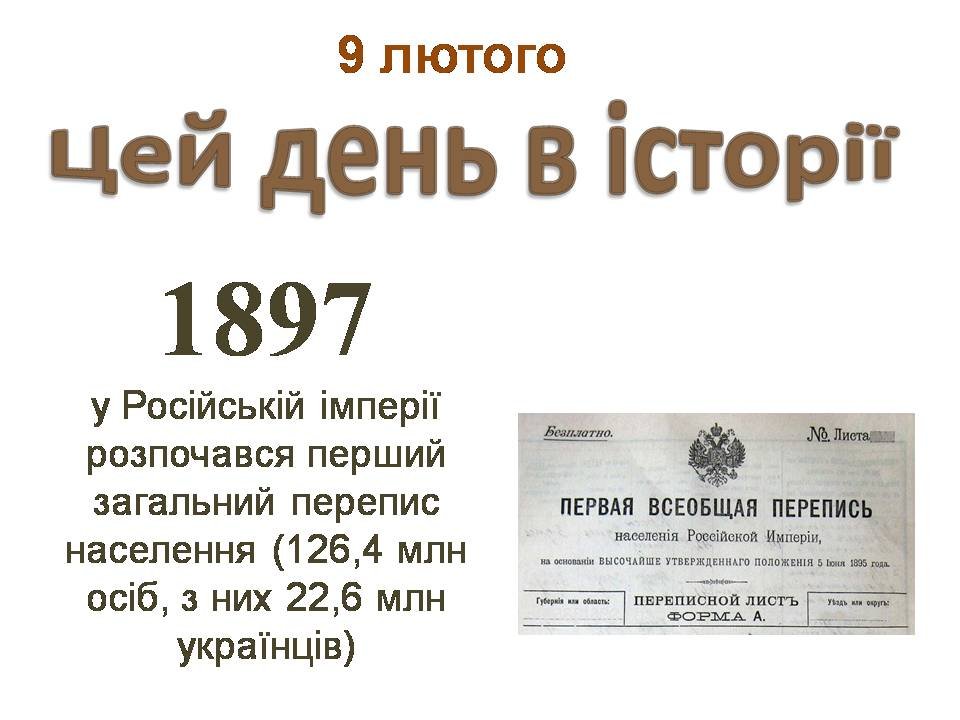 9 лютого
Цей день в історії
1897
у Російській імперії
розпочався перший
загальний перепис
населення (126,4 млн
осіб, з них 22,6 млн
українців)
Безплатно.
№ Листа
ПЕРВАЯ ВСЕОБЩАЯ ПЕРЕПИСЬ
населенія Россійской Имперіи,
на основаніи ВЫСОЧАЙШЕ УТВЕРЖДЕННАГО ПОЛОЖЕНІЯ 5 Іюня 1895 года.
Губернія или область:
ПЕРЕПИСНОЙ ЛИСТЪ
ФОРМА А.
Уѣздъ или округъ: